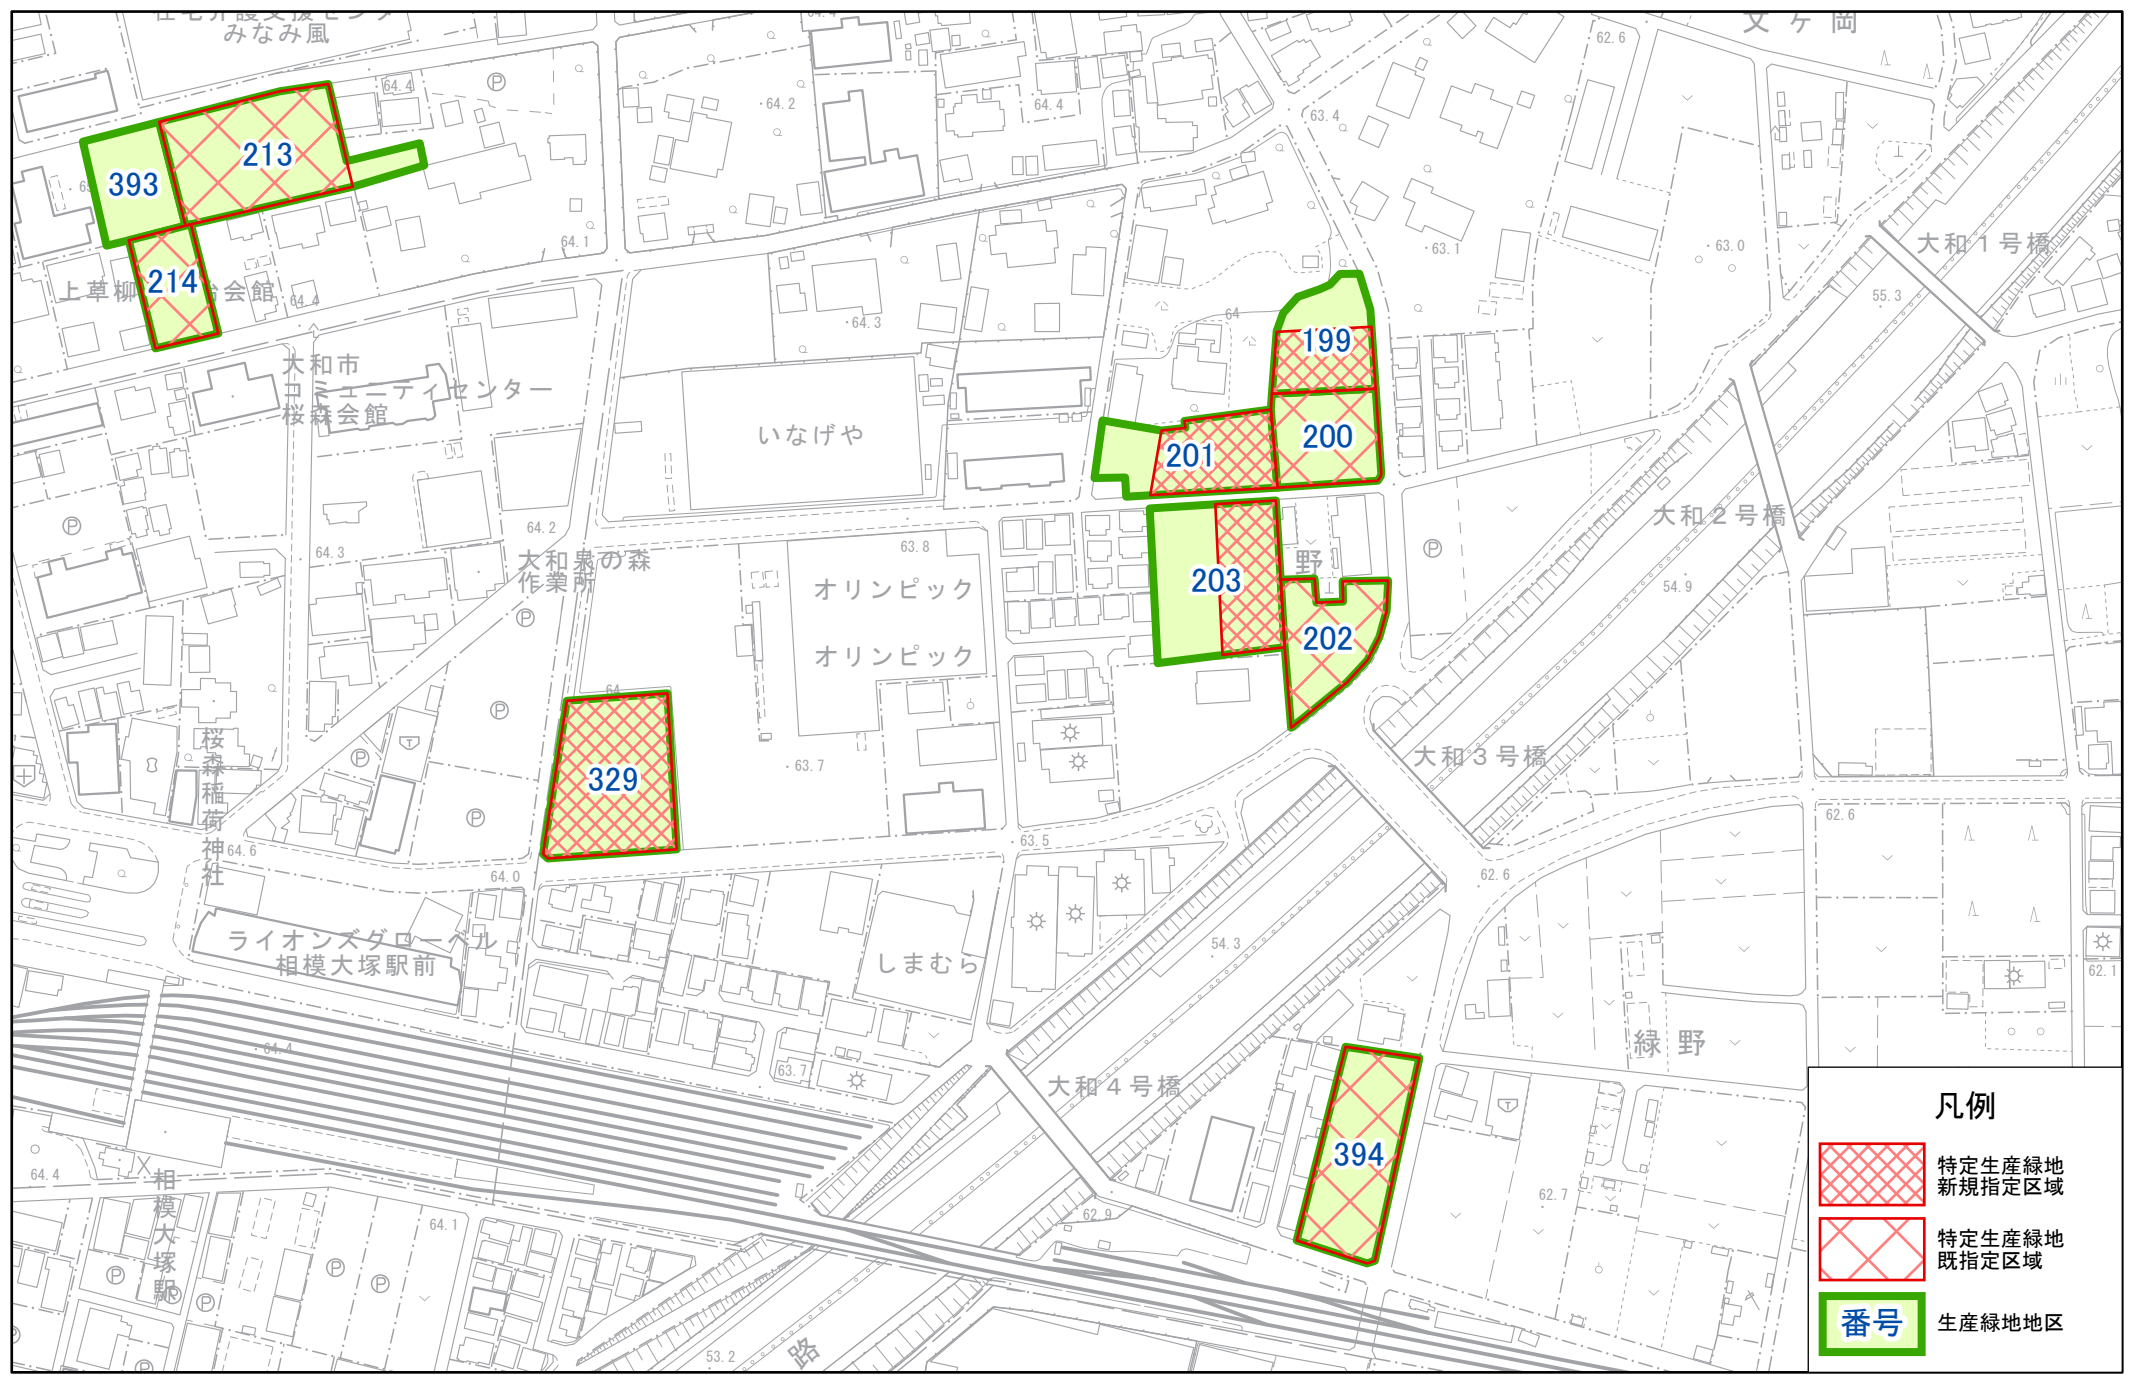 みなみ風
文ヶ岡
64.4
62.6
64.2
64.4
63.4
213
393
64.1
63.1
63.0
大和1号橋
55.3
214
上草柳
治会館
64.4
64.3
64
199
大和市
コミュニティセンター
桜森会館
いなげや
200
201
64.2
64.3
63.8
大和2号橋
大和泉の森
作業所
野
オリンピック
203
54.9
オリンピック
202
64
桜森稲荷神社
329
63.7
大和3号橋
64.6
64.0
63.5
62.6
62.6
ライオンズグローベル
相模大塚駅前
しまむら
54.3
62.1
緑野
64.4
63.7
大和4号橋
394
64.4
相模大塚駅
64.1
62.9
62.7
53.2
路
凡例
特定生産緑地
新規指定区域
特定生産緑地
既指定区域
番号
生産緑地地区